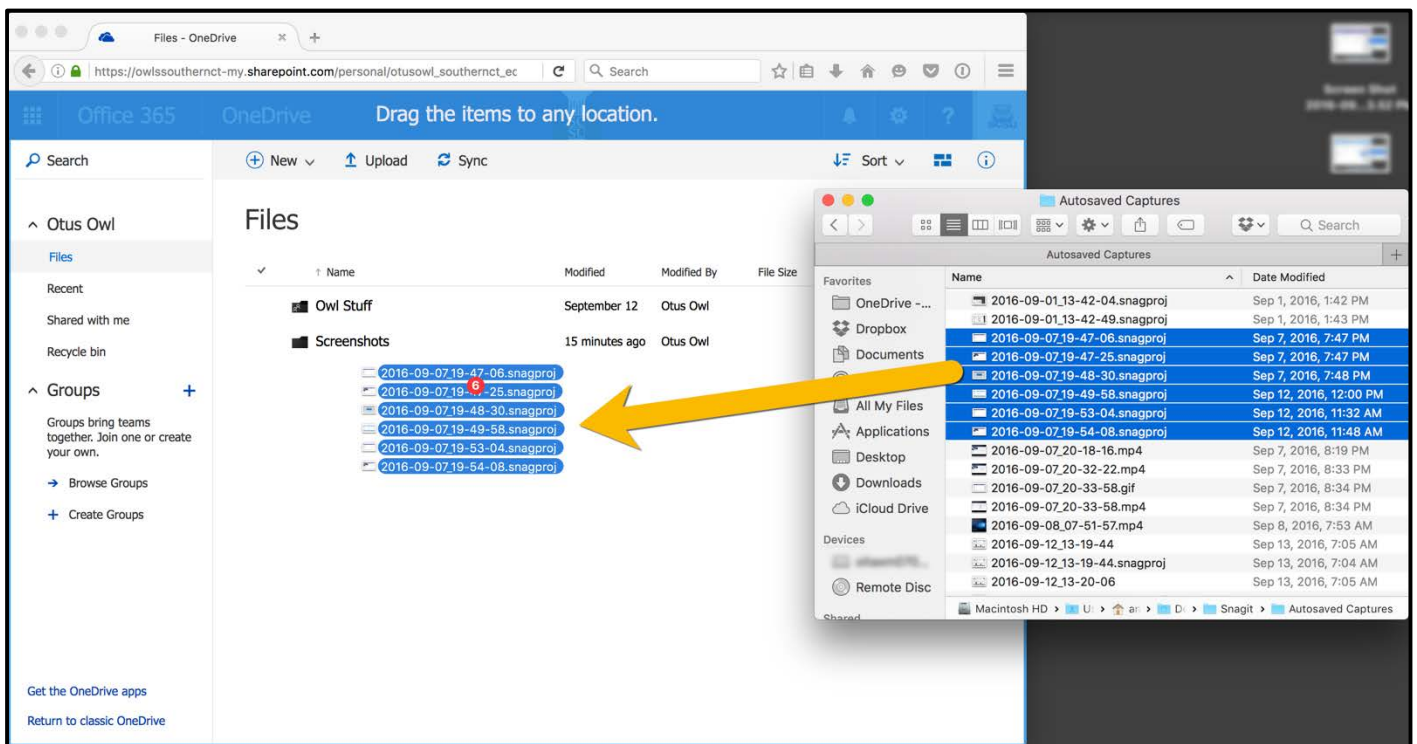 Files - OneDrive
https://owlssouthernct-my.sharepoint.com/personal/otusowl_southernct_ec
Search
Office 365
OneDrive
Drag the items to any location.
?
Search
New
Upload
Sync
Sort
Otus Owl
Files
Recent
Shared with me
Recycle bin
Groups
Groups bring teams
together. Join one or create
your own.
Browse Groups
Create Groups
Get the OneDrive apps
Return to classic OneDrive
Files
Name Modified Modified By File Size
Owl Stuff September 12 Otus Owl
Screenshots 15 minutes ago Otus Owl
2016-09-07_19-47-06.snagproj
6
2016-09-07_19-47-25.snagproj
2016-09-07_19-48-30.snagproj
2016-09-07_19-49-58.snagproj
2016-09-07_19-53-04.snagproj
2016-09-07_19-54-08.snagproj
Screen Shot
Autosaved Captures
Search
Autosaved Captures
Favorites
OneDrive -...
Dropbox
Documents
All My Files
Applications
Desktop
Downloads
iCloud Drive
Devices
Remote Disc
Shared
Name Date Modified
2016-09-01_13-42-04.snagproj Sep 1, 2016, 1:42 PM
2016-09-01_13-42-49.snagproj Sep 1, 2016, 1:43 PM
2016-09-07_19-47-06.snagproj Sep 7, 2016, 7:47 PM
2016-09-07_19-47-25.snagproj Sep 7, 2016, 7:47 PM
2016-09-07_19-48-30.snagproj Sep 7, 2016, 7:48 PM
2016-09-07_19-49-58.snagproj Sep 12, 2016, 12:00 PM
2016-09-07_19-53-04.snagproj Sep 12, 2016, 11:32 AM
2016-09-07_19-54-08.snagproj Sep 12, 2016, 11:48 AM
2016-09-07_20-18-16.mp4 Sep 7, 2016, 8:19 PM
2016-09-07_20-32-22.mp4 Sep 7, 2016, 8:33 PM
2016-09-07_20-33-58.gif Sep 7, 2016, 8:34 PM
2016-09-07_20-33-58.mp4 Sep 7, 2016, 8:34 PM
2016-09-08_07-51-57.mp4 Sep 8, 2016, 7:53 AM
2016-09-12_13-19-44 Sep 13, 2016, 7:05 AM
2016-09-12_13-19-44.snagproj Sep 13, 2016, 7:04 AM
2016-09-12_13-20-06 Sep 13, 2016, 7:05 AM
Macintosh HD U: ar D Snagit Autosaved Captures